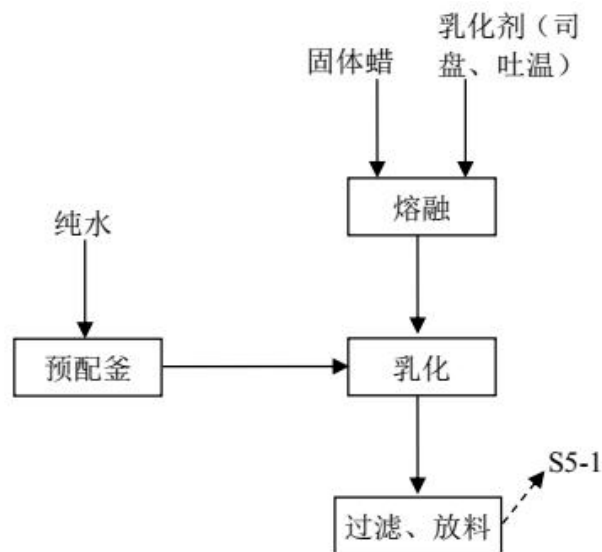 乳化剂（司
盘、吐温）
固体蜡
熔融
纯水
预配釜
乳化
S5-1
过滤、放料